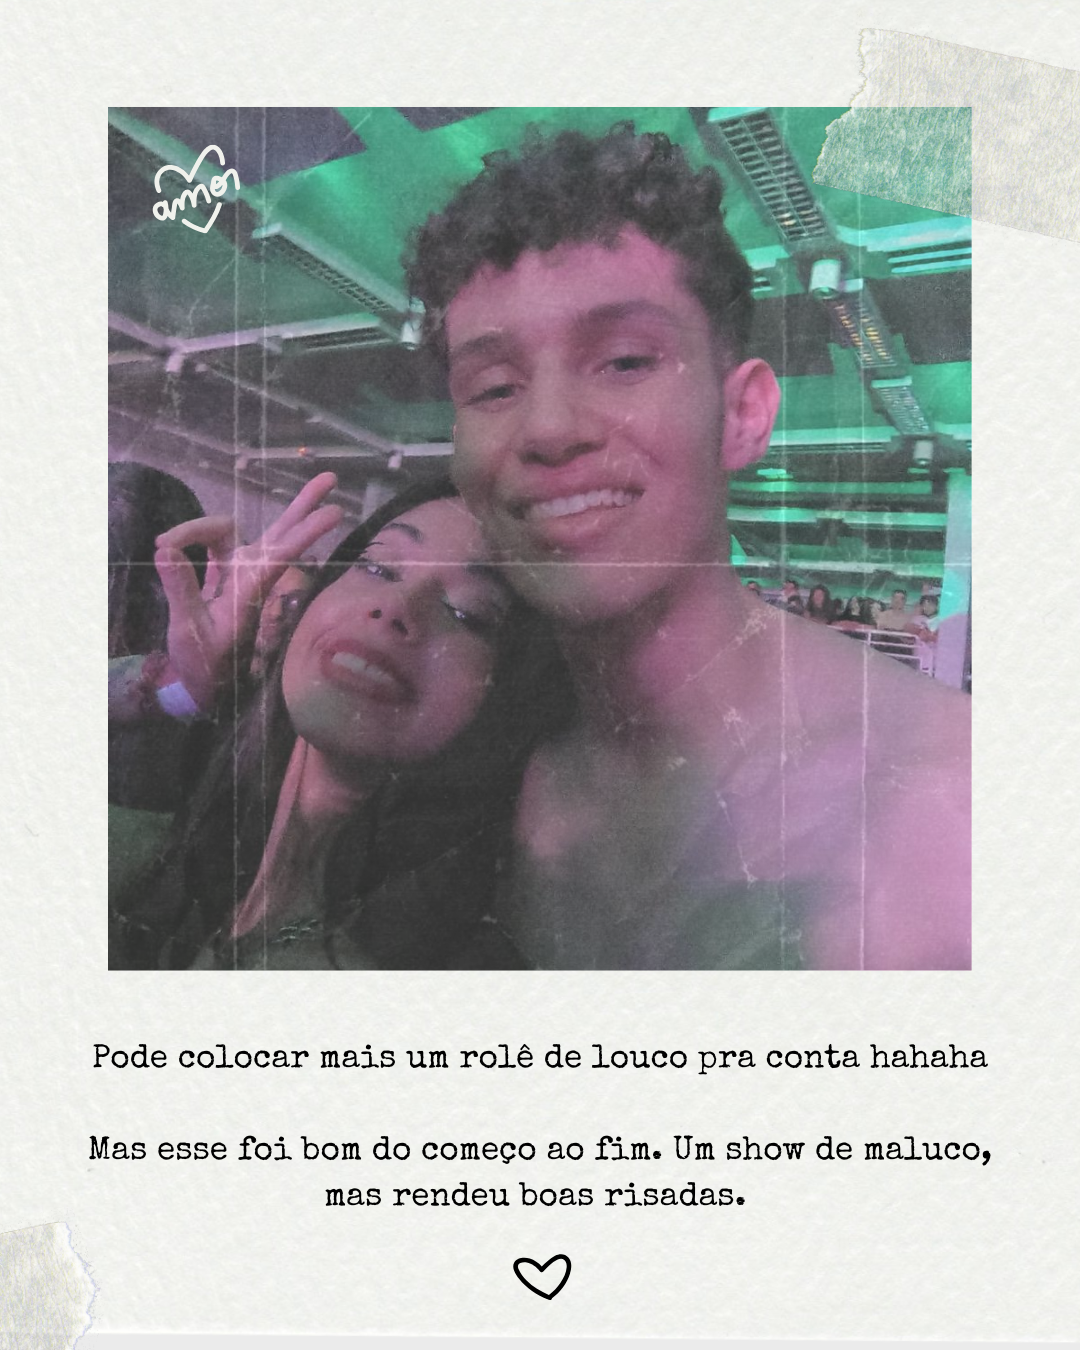 amor
Pode colocar mais um rolê de louco pra conta hahaha
Mas esse foi bom do começo ao fim. Um show de maluco,
mas rendeu boas risadas.